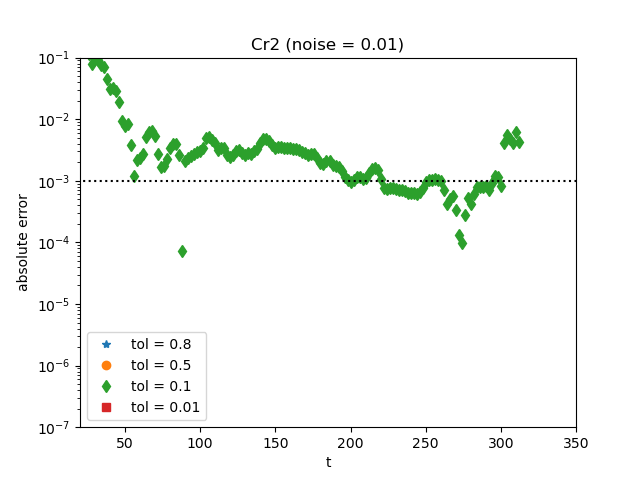 Cr2 (noise = 0.01)
absolute error
10⁻¹
10⁻²
10⁻³
10⁻⁴
10⁻⁵
10⁻⁶
10⁻⁷
tol = 0.8
tol = 0.5
tol = 0.1
tol = 0.01
50 100 150 200 250 300 350
t